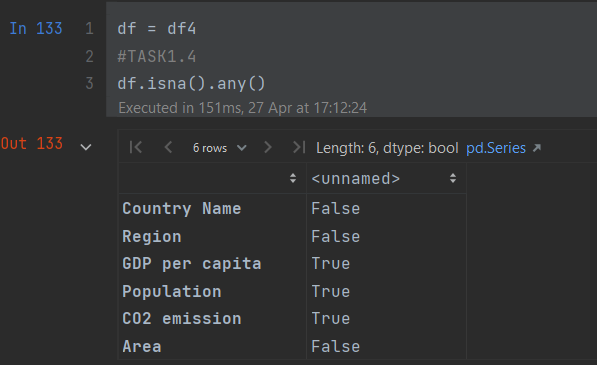 In 133 1 df = df4
2 #TASK1.4
3 df.isna().any()
Executed in 151ms, 27 Apr at 17:12:24
Out 133 6 rows Length: 6, dtype: bool pd.Series
<unnamed>
Country Name False
Region False
GDP per capita True
Population True
CO2 emission True
Area False